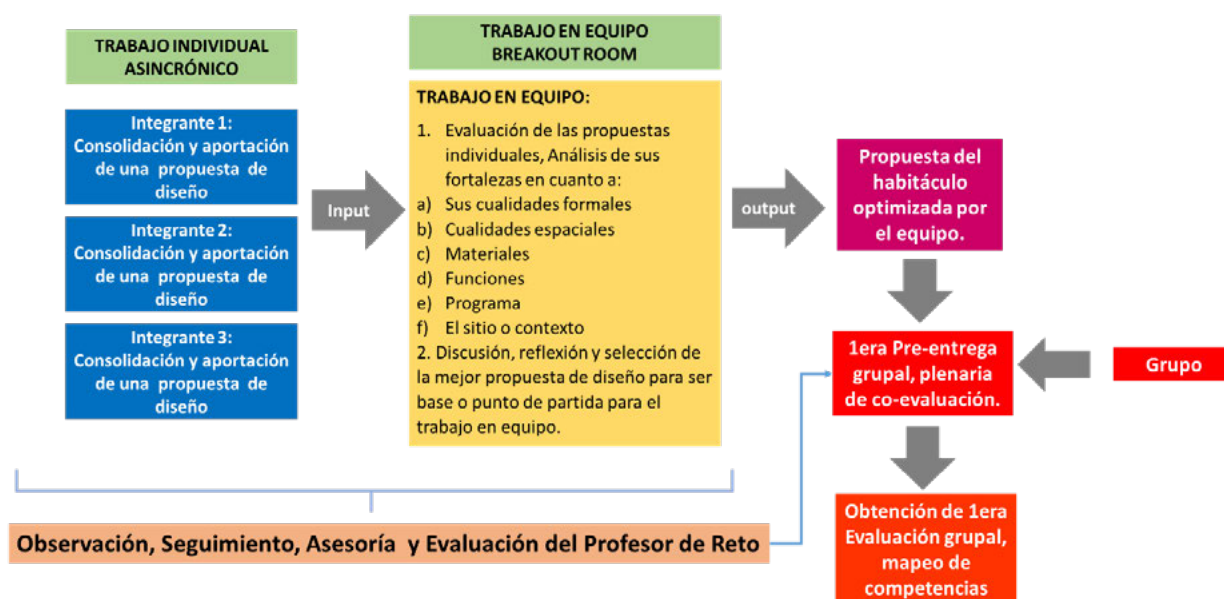 TRABAJO INDIVIDUAL
ASINCRÓNICO
Integrante 1:
Consolidación y aportación
de una propuesta de
diseño
Integrante 2:
Consolidación y aportación
de una propuesta de
diseño
Integrante 3:
Consolidación y aportación
de una propuesta de
diseño
Input
TRABAJO EN EQUIPO
BREAKOUT ROOM
TRABAJO EN EQUIPO:
1. Evaluación de las propuestas
individuales, Análisis de sus
fortalezas en cuanto a:
a) Sus cualidades formales
b) Cualidades espaciales
c) Materiales
d) Funciones
e) Programa
f) El sitio o contexto
2. Discusión, reflexión y selección de
la mejor propuesta de diseño para ser
base o punto de partida para el
trabajo en equipo.
output
Propuesta del
habitáculo
optimizada por
el equipo.
1era Pre-entrega
grupal, plenaria
de co-evaluación.
Grupo
Obtención de 1era
Evaluación grupal,
mapeo de
competencias
Observación, Seguimiento, Asesoría y Evaluación del Profesor de Reto